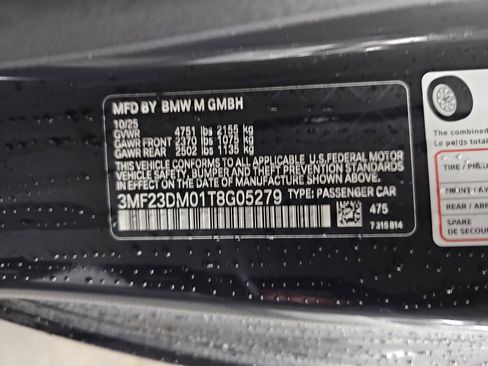 MFD BY BMW M GMBH
10/25
GVWR 4751 lbs 2155 kg
GAWR FRONT 2370 lbs 1075 kg
GAWR REAR 2502 lbs 1135 kg
THIS VEHICLE CONFORMS TO ALL APPLICABLE U.S.FEDERAL MOTOR
VEHICLE SAFETY, BUMPER AND THEFT PREVENTION STANDARDS
IN EFFECT ON THE DATE OF MANUFACTURE SHOWN ABOVE.
3MF23DM01T8G05279 TYPE: PASSENGER CAR
475
7 315 814
The combined
Le poids total
TIRE / PNEU
FRONT / AVA
REAR / ARR
SPARE
DE SECOU